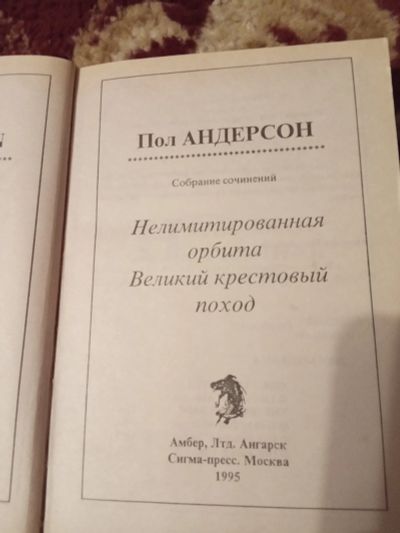 Пол АНДЕРСОН
Собрание сочинений
Нелимитированная
орбита
Великий крестовый
поход
Амбер, Лтд. Ангарск
Сигма-пресс. Москва
1995